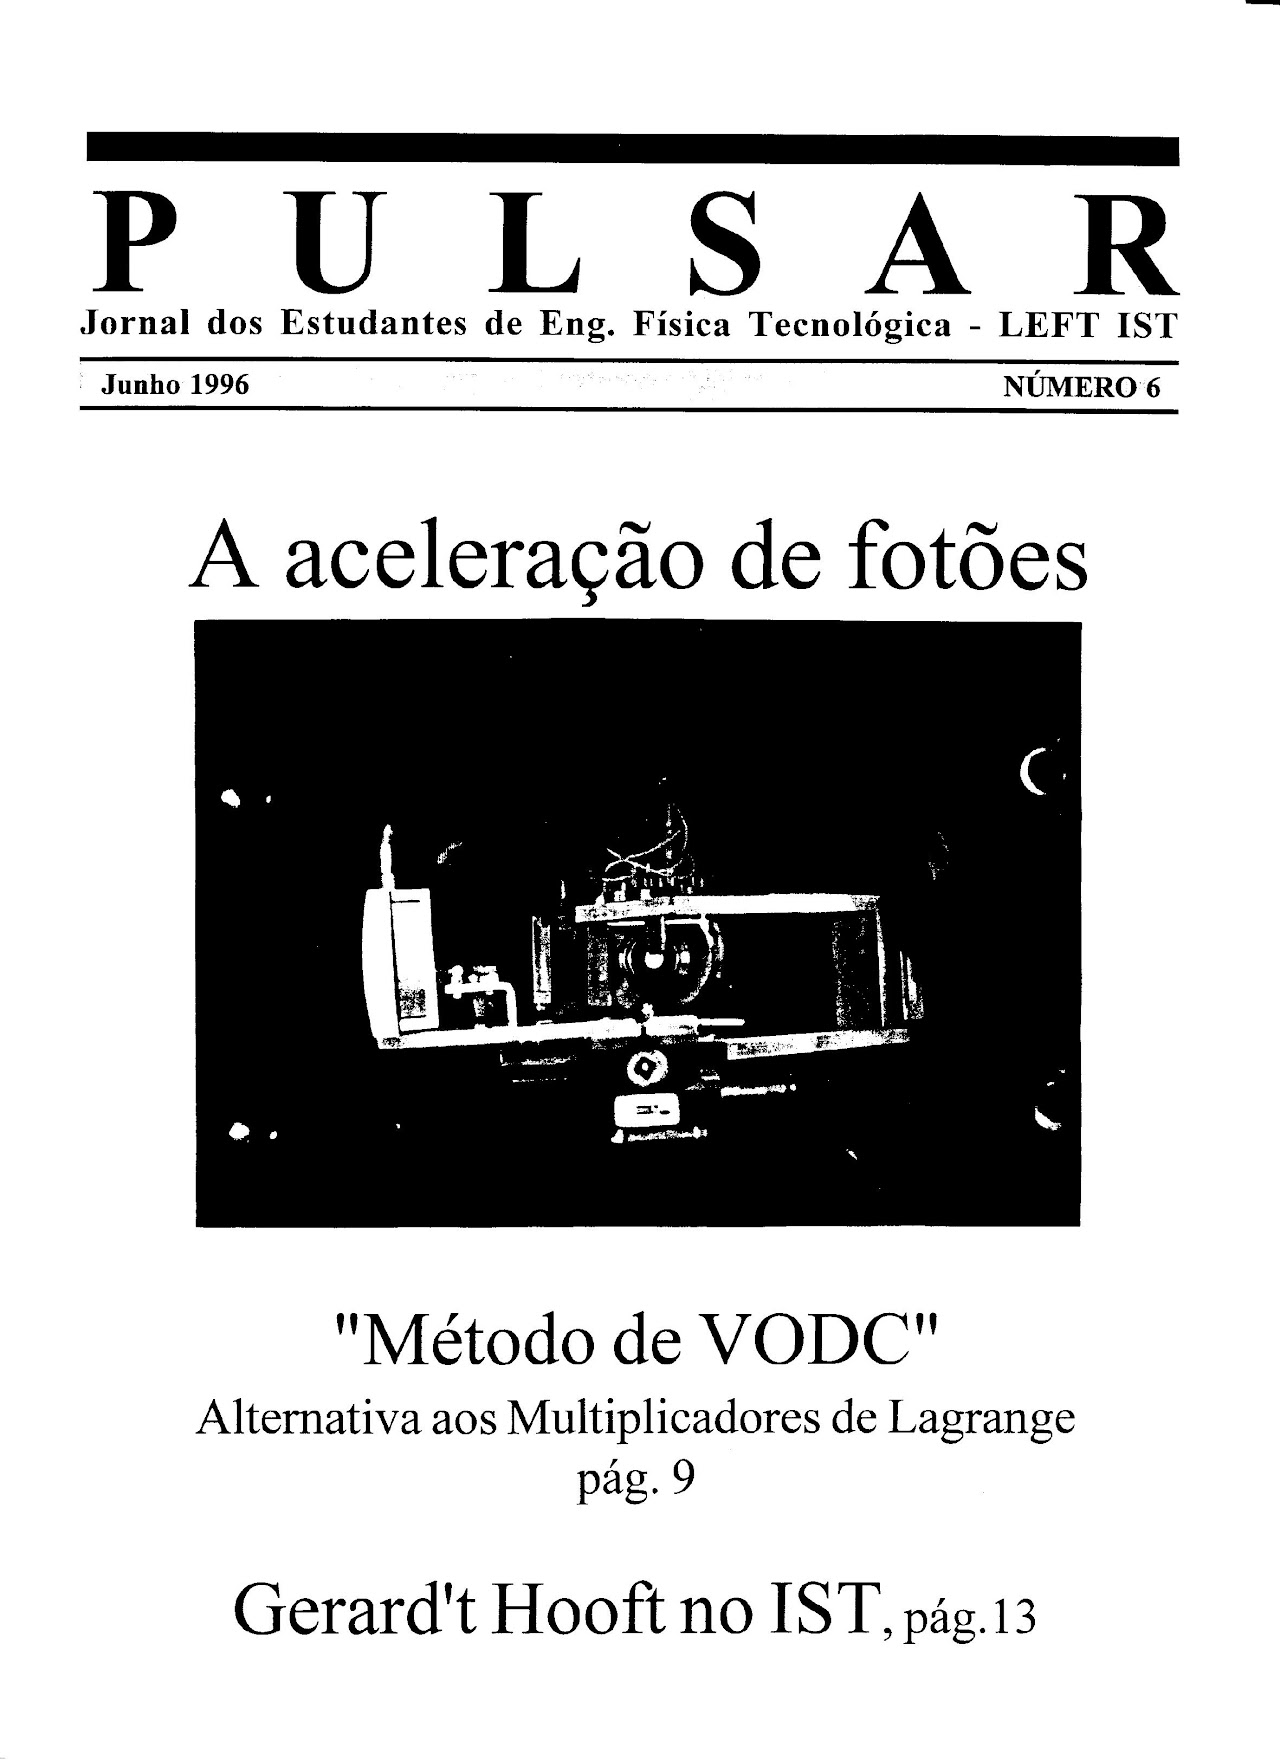 P U L S A R
Jornal dos Estudantes de Eng. Física Tecnológica - LEFT IST
Junho 1996 NÚMERO 6
A aceleração de fotões
"Método de VODC"
Alternativa aos Multiplicadores de Lagrange
pág. 9
Gerard't Hooft no IST, pág.13